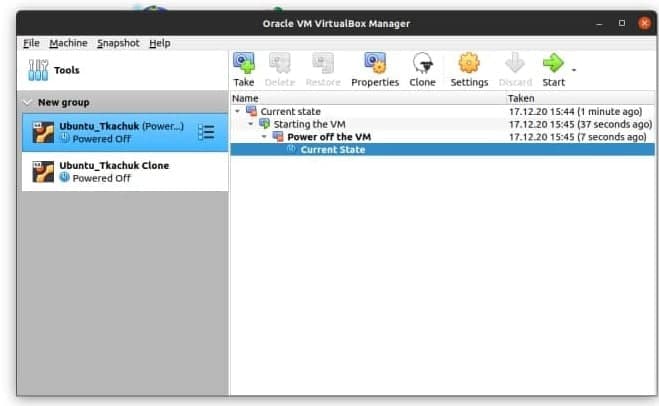 Oracle VM VirtualBox Manager
File Machine Snapshot Help
Tools
Take Delete Restore Properties Clone Settings Discard Start
New group
Ubuntu_Tkachuk (Power...)
Powered Off
Ubuntu_Tkachuk Clone
Powered Off
Name Taken
Current state 17.12.20 15:44 (1 minute ago)
Starting the VM 17.12.20 15:45 (37 seconds ago)
Power off the VM 17.12.20 15:45 (7 seconds ago)
Current State